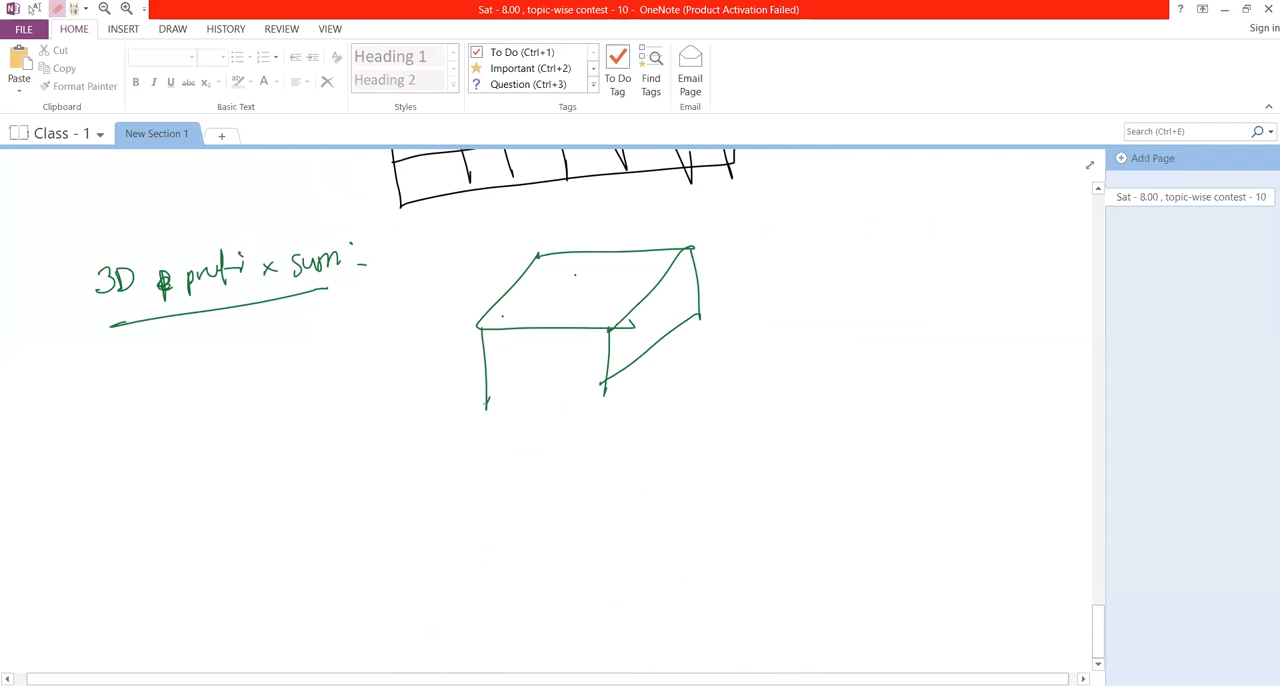 Sat - 8.00 , topic-wise contest - 10 - OneNote (Product Activation Failed)
FILE HOME INSERT DRAW HISTORY REVIEW VIEW Sign in
Paste
Cut
Copy
Format Painter
Clipboard
B I U abc X₂ A
Basic Text
Heading 1
Heading 2
Styles
To Do (Ctrl+1)
Important (Ctrl+2)
Question (Ctrl+3)
Tags
To Do Tag
Find Tags
Email Page
Email
Class - 1
New Section 1
Search (Ctrl+E)
Add Page
Sat - 8.00 , topic-wise contest - 10
3D prefix sum :